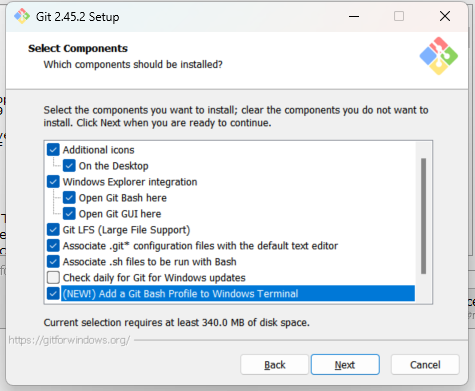 Git 2.45.2 Setup
Select Components
Which components should be installed?
Select the components you want to install; clear the components you do not want to
install. Click Next when you are ready to continue.
Additional icons
On the Desktop
Windows Explorer integration
Open Git Bash here
Open Git GUI here
Git LFS (Large File Support)
Associate .git* configuration files with the default text editor
Associate .sh files to be run with Bash
Check daily for Git for Windows updates
(NEW!) Add a Git Bash Profile to Windows Terminal
Current selection requires at least 340.0 MB of disk space.
https://gitforwindows.org/
Back
Next
Cancel